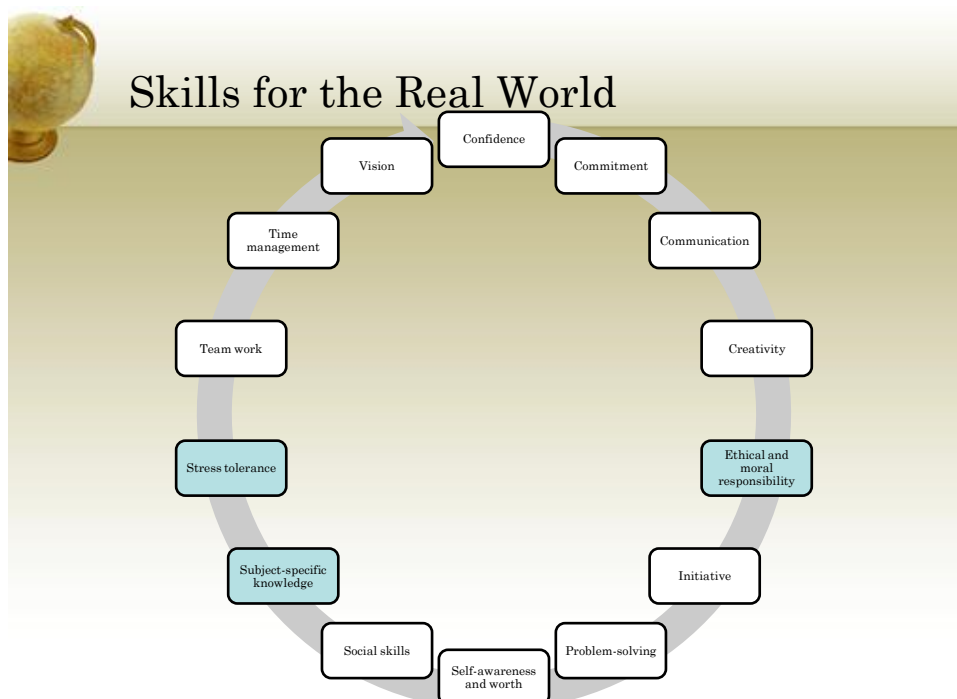 Skills for the Real World
Confidence
Commitment
Communication
Creativity
Ethical and
moral
responsibility
Initiative
Problem-solving
Self-awareness
and worth
Social skills
Subject-specific
knowledge
Stress tolerance
Team work
Time
management
Vision